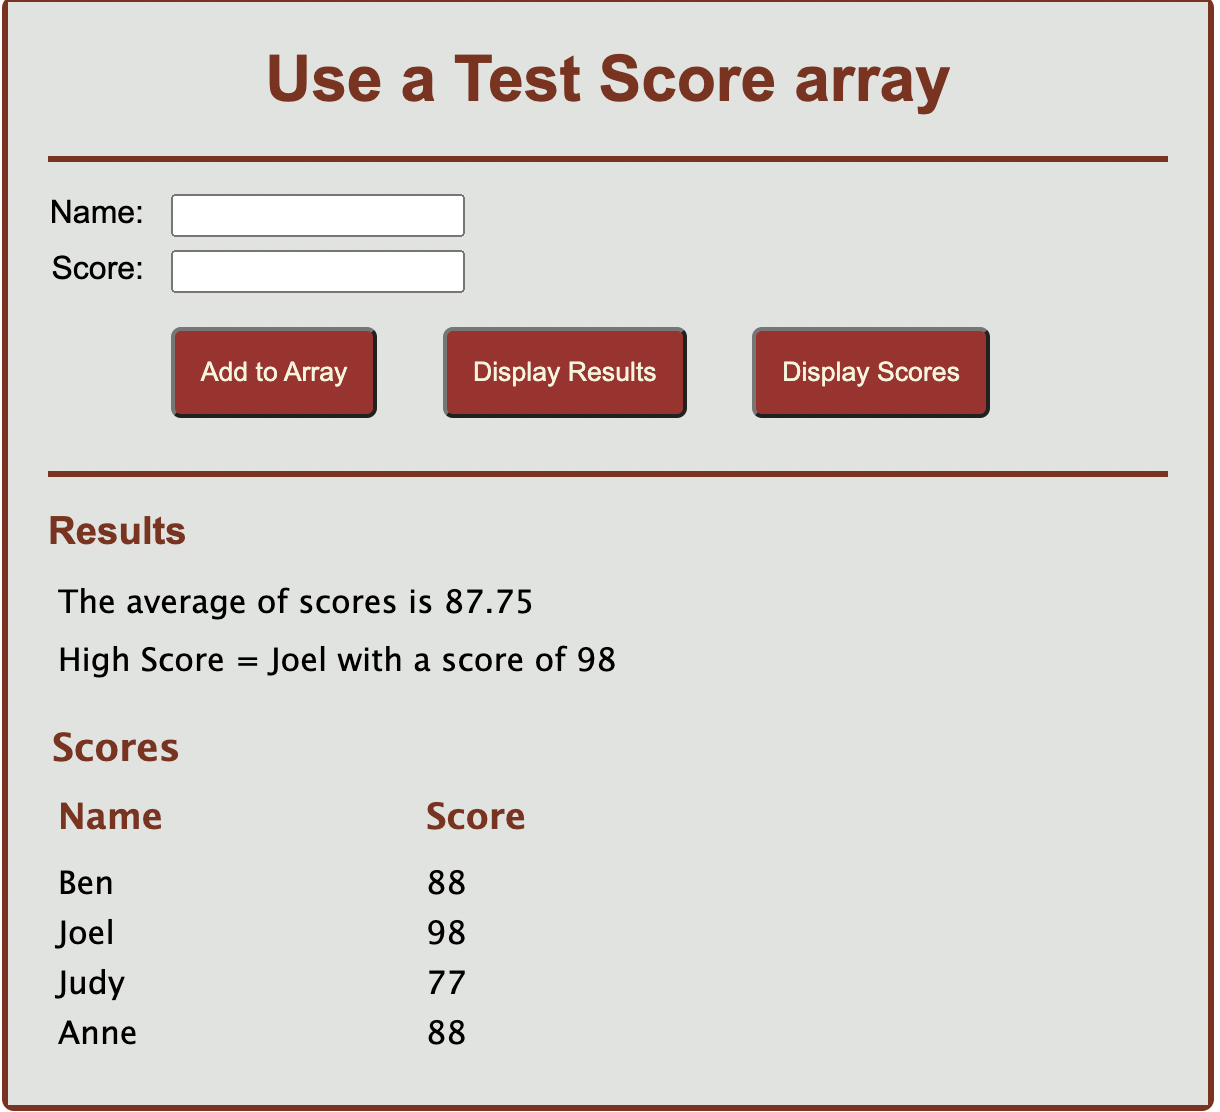 Use a Test Score array
Name:
Score:
Add to Array Display Results Display Scores
Results
The average of scores is 87.75
High Score = Joel with a score of 98
Scores
Name Score
Ben 88
Joel 98
Judy 77
Anne 88